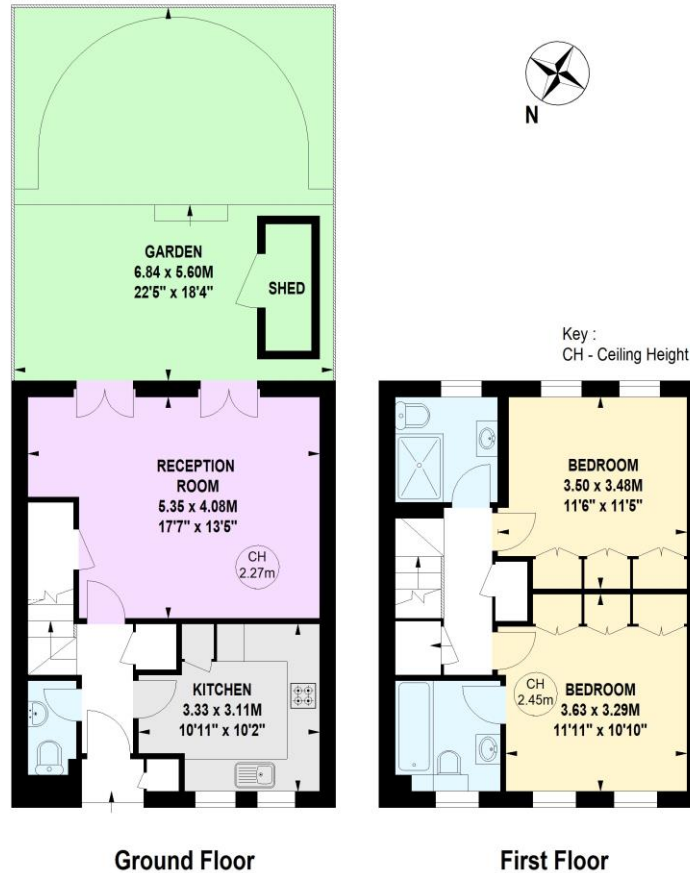 N
GARDEN
6.84 x 5.60M
22'5" x 18'4"
SHED
Key :
CH - Ceiling Height
RECEPTION
ROOM
5.35 x 4.08M
17'7" x 13'5"
CH
2.27m
KITCHEN
3.33 x 3.11M
10'11" x 10'2"
BEDROOM
3.50 x 3.48M
11'6" x 11'5"
CH
2.45m
BEDROOM
3.63 x 3.29M
11'11" x 10'10"
Ground Floor
First Floor